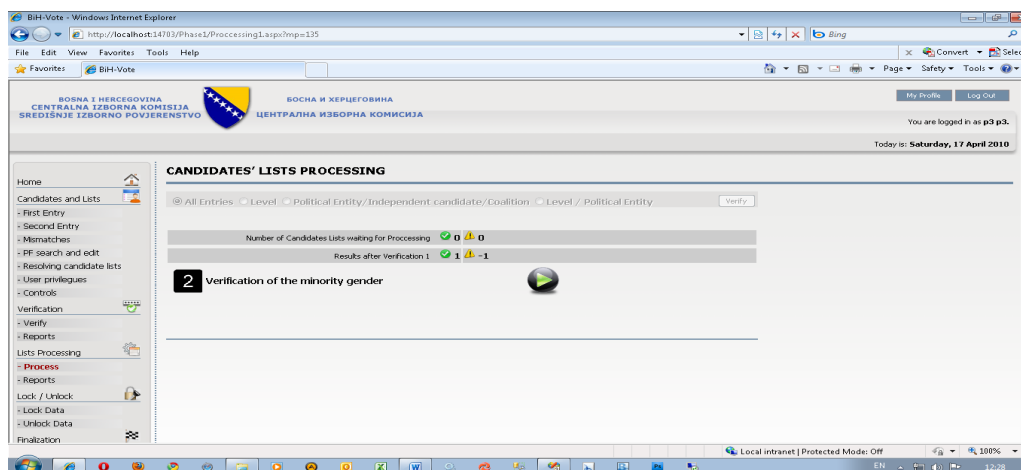 BiH-Vote - Windows Internet Explorer
http://localhost:14703/Phase1/Proccessing1.aspx?mp=135
Bing
File Edit View Favorites Tools Help
Convert Selec
Favorites BiH-Vote
Page Safety Tools
BOSNA I HERCEGOVINA
CENTRALNA IZBORNA KOMISIJA
SREDIŠNJE IZBORNO POVJERENSTVO
БОСНА И ХЕРЦЕГОВИНА
ЦЕНТРАЛНА ИЗБОРНА КОМИСИЈА
My Profile Log Out
You are logged in as p3 p3.
Today is: Saturday, 17 April 2010
Home
Candidates and Lists
- First Entry
- Second Entry
- Mismatches
- PF search and edit
- Resolving candidate lists
- User privilegues
- Controls
Verification
- Verify
- Reports
Lists Processing
- Process
- Reports
Lock / Unlock
- Lock Data
- Unlock Data
Finalization
CANDIDATES' LISTS PROCESSING
All Entries Level Political Entity/Independent candidate/Coalition Level / Political Entity Verify
Number of Candidates Lists waiting for Proccessing 0 0
Results after Verification 1 1 -1
2 Verification of the minority gender
Local intranet | Protected Mode: Off 100%
EN 12:28